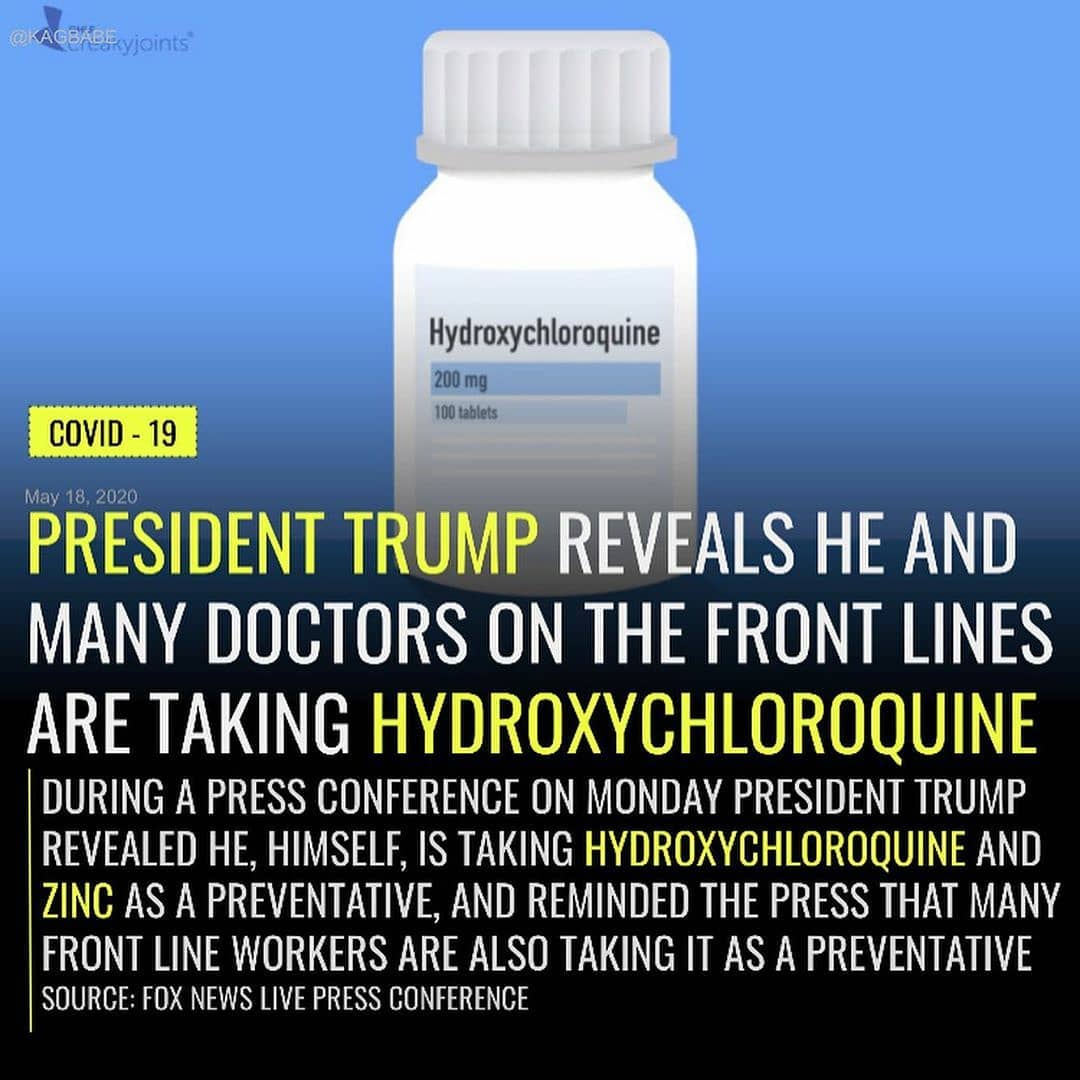 @KAGBABE
creakyjoints®
Hydroxychloroquine
200 mg
100 tablets
COVID - 19
May 18, 2020
PRESIDENT TRUMP REVEALS HE AND
MANY DOCTORS ON THE FRONT LINES
ARE TAKING HYDROXYCHLOROQUINE
DURING A PRESS CONFERENCE ON MONDAY PRESIDENT TRUMP
REVEALED HE, HIMSELF, IS TAKING HYDROXYCHLOROQUINE AND
ZINC AS A PREVENTATIVE, AND REMINDED THE PRESS THAT MANY
FRONT LINE WORKERS ARE ALSO TAKING IT AS A PREVENTATIVE
SOURCE: FOX NEWS LIVE PRESS CONFERENCE